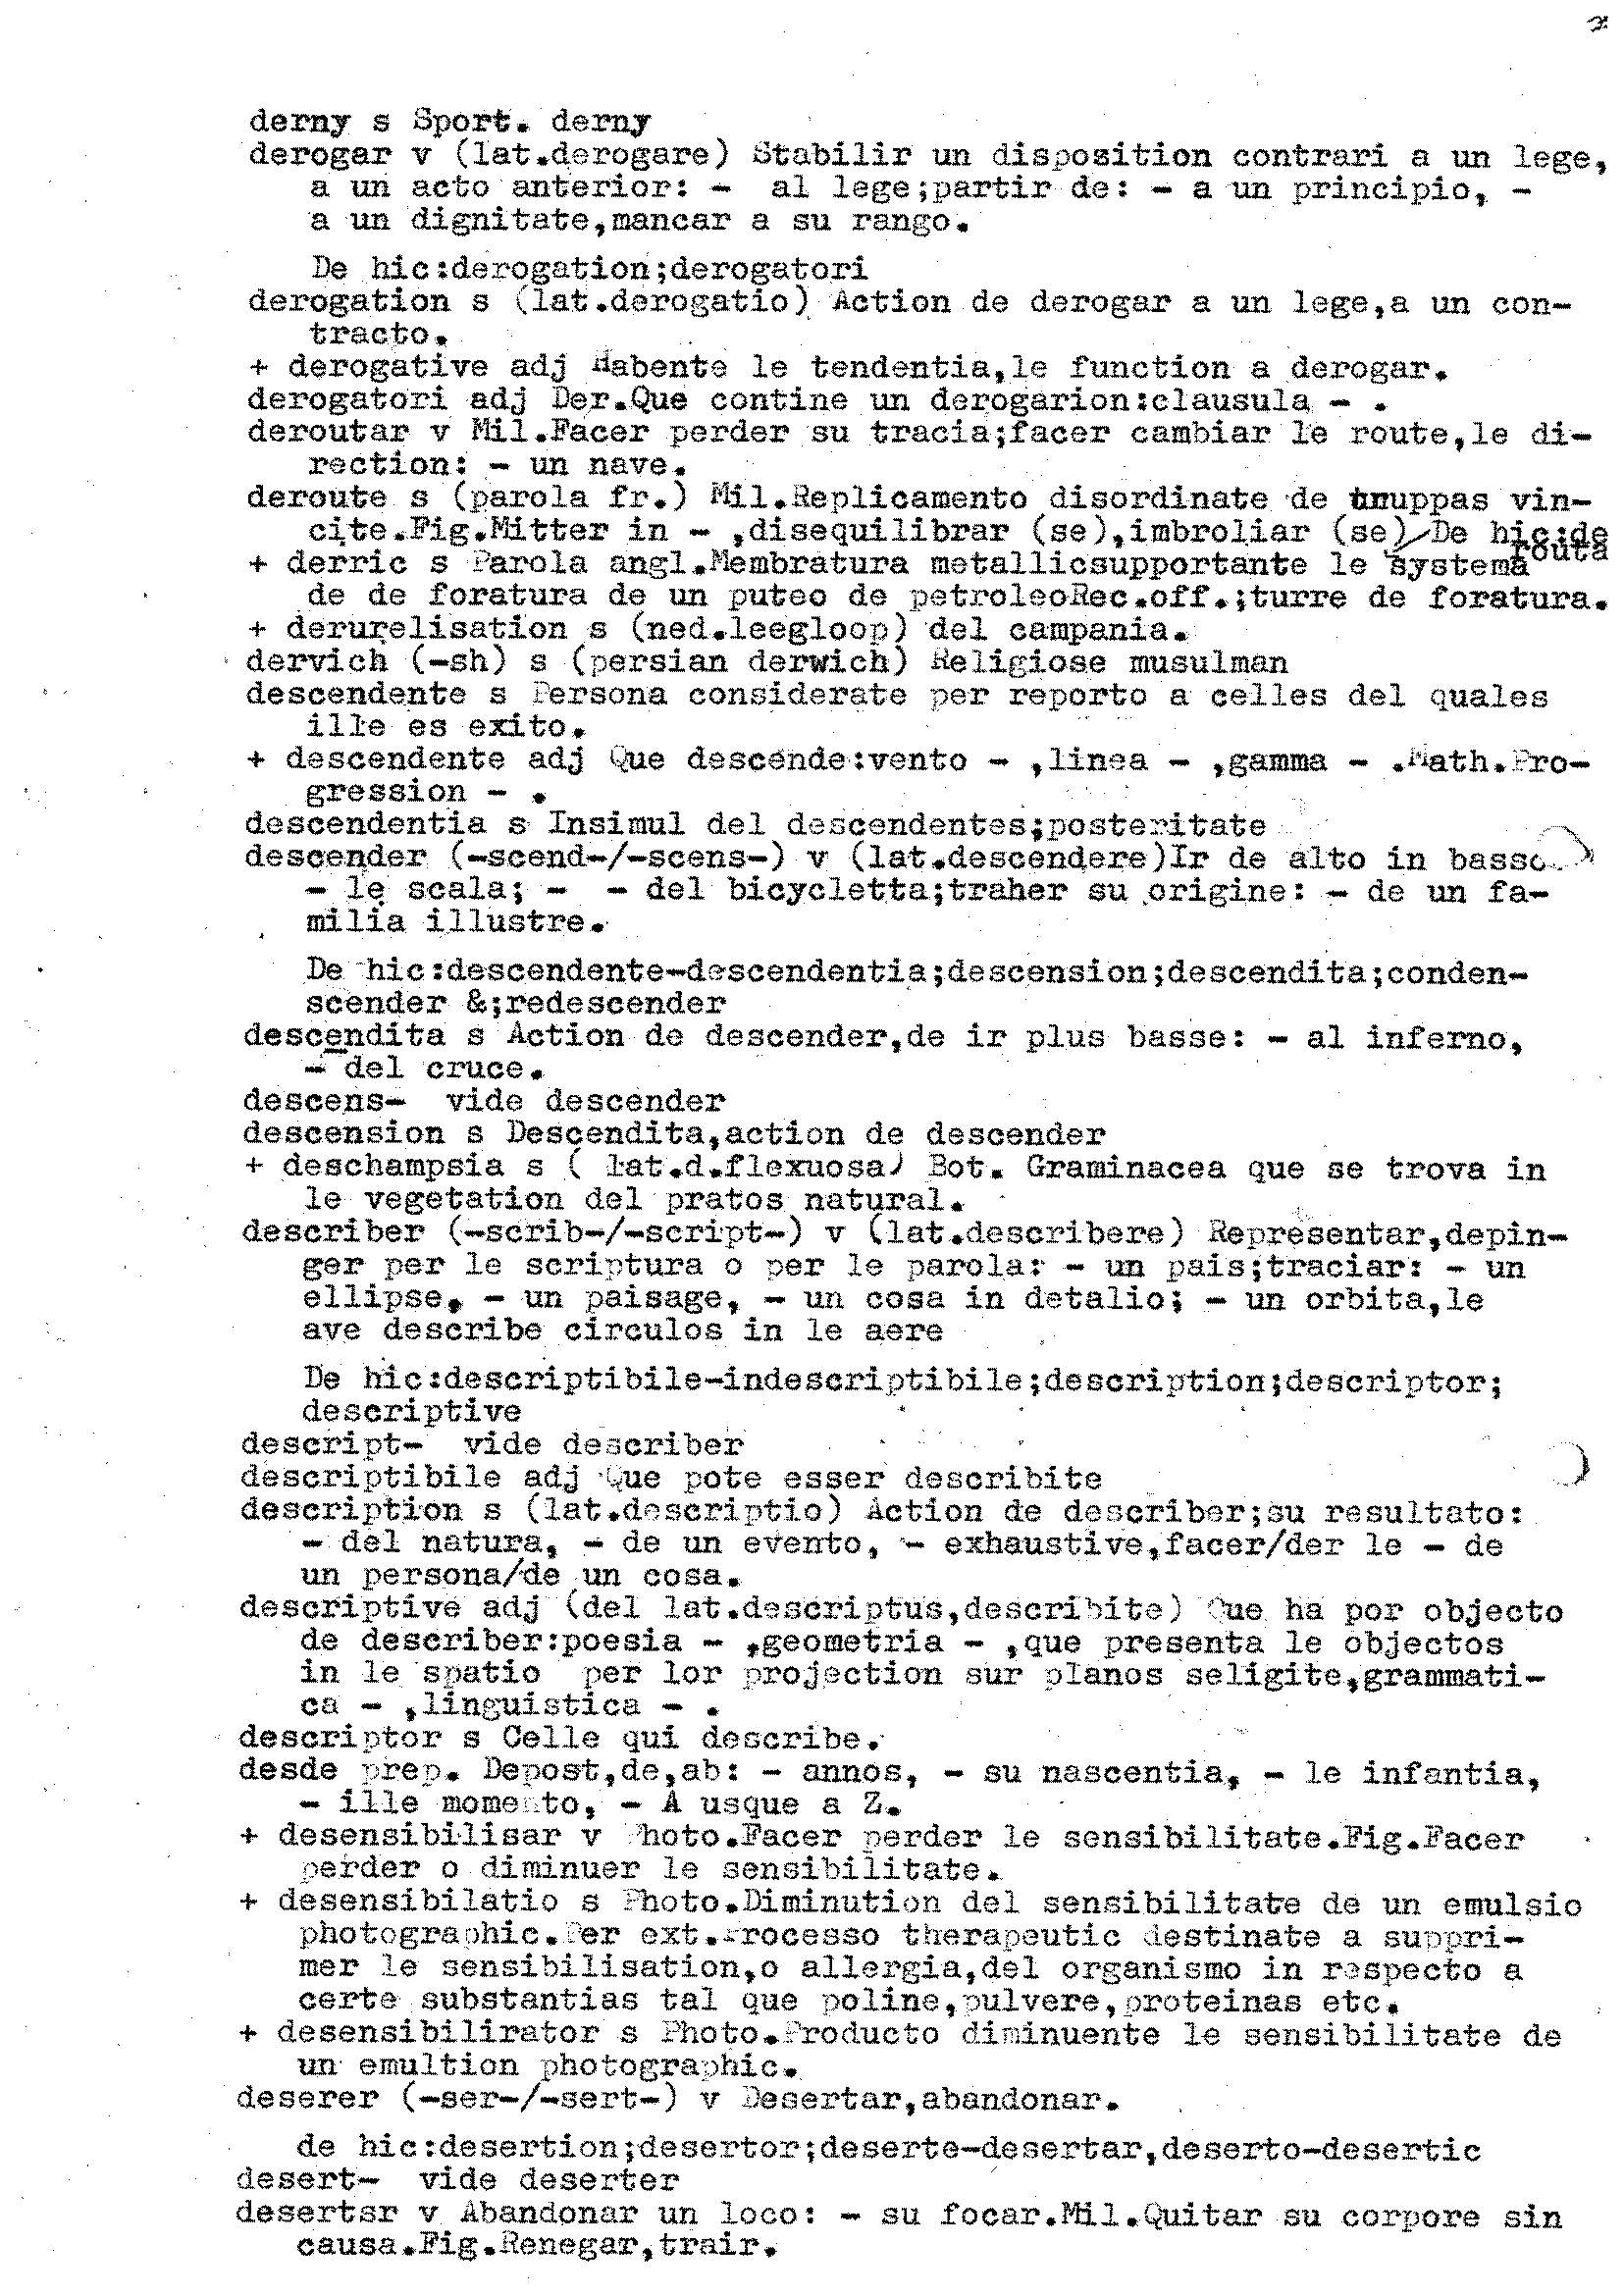 derny s Sport. derny
derogar v (lat.derogare) Stabilir un disposition contrari a un lege,
a un acto anterior: - al lege;partir de: - a un principio, -
a un dignitate,mancar a su rango.
De hic:derogation;derogatori
derogation s (lat.derogatio) Action de derogar a un lege,a un con-
tracto.
+ derogative adj Habente le tendentia,le function a derogar.
derogatori adj Der.Que contine un derogarion:clausula - .
deroutar v Mil.Facer perder su tracia;facer cambiar le route,le di-
rection: - un nave.
deroute s (parola fr.) Mil.Replicamento disordinate de vin-
cite.Fig.Mitter in - ,disequilibrar (se),imbroliar (se) De hic:de
routa
+ derric s Parola angl.Membratura metallicsupportante le systema
de de foratura de un puteo de petroleoRec.off.;turre de foratura.
+ derurelisation s (ned.leegloop) del campania.
dervich (-sh) s (persian derwich) Religiose musulman
descendente s Persona considerate per reporto a celles del quales
ille es exito.
+ descendente adj Que descende:vento - ,linea - ,gamma - .Math.Pro-
gression - .
descendentia s Insimul del descendentes;posteritate
descender (-scend-/-scens-) v (lat.descendere)Ir de alto in basso.
- le scala; - - del bicycletta;traher su origine: - de un fa-
milia illustre.
De hic:descendente-descendentia;descension;descendita;conden-
scender &;redescender
descendita s Action de descender,de ir plus basse: - al inferno,
- del cruce.
descens- vide descender
descension s Descendita,action de descender
+ deschampsia s ( lat.d.flexuosa) Bot. Graminacea que se trova in
le vegetation del pratos natural.
describer (-scrib-/-script-) v (lat.describere) Representar,depin-
ger per le scriptura o per le parola: - un pais;traciar: - un
ellipse, - un paisage, - un cosa in detalio; - un orbita,le
ave describe circulos in le aere
De hic:descriptibile-indescriptibile;description;descriptor;
descriptive
descript- vide describer
descriptibile adj Que pote esser describite
description s (lat.descriptio) Action de describer;su resultato:
- del natura, - de un evento, - exhaustive,facer/der le - de
un persona/de un cosa.
descriptive adj (del lat.descriptus,describite) Que ha por objecto
de describer:poesia - ,geometria - ,que presenta le objectos
in le spatio per lor projection sur planos seligite,grammati-
ca - ,linguistica - .
descriptor s Celle qui describe.
desde prep. Depost,de,ab: - annos, - su nascentia, - le infantia,
- ille momento, - A usque a Z.
+ desensibilisar v Photo.Facer perder le sensibilitate.Fig.Facer
perder o diminuer le sensibilitate.
+ desensibilatio s Photo.Diminution del sensibilitate de un emulsio
photographic.Per ext.Processo therapeutic destinate a suppri-
mer le sensibilisation,o allergia,del organismo in respecto a
certe substantias tal que poline,pulvere,proteinas etc.
+ desensibilirator s Photo.Producto diminuente le sensibilitate de
un emultion photographic.
deserer (-ser-/-sert-) v Desertar,abandonar.
de hic:desertion;desertor;deserte-desertar,deserto-desertic
desert- vide deserter
desertsr v Abandonar un loco: - su focar.Mil.Quitar su corpore sin
causa.Fig.Renegar,trair.